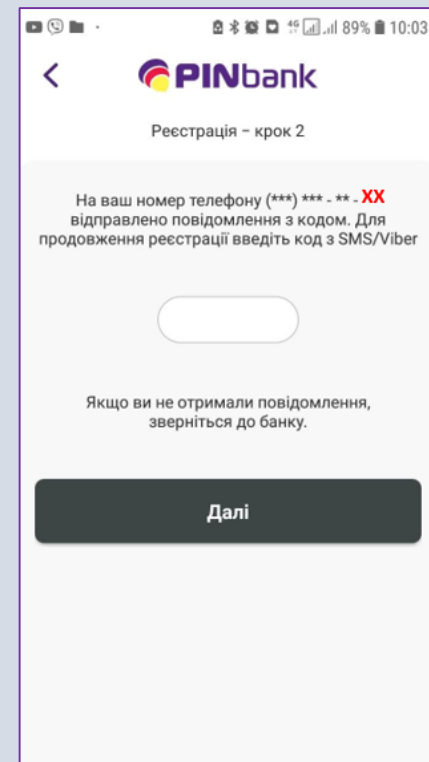 4G 89% 10:03
PINbank
Реєстрація - крок 2
На ваш номер телефону (***) *** - ** - XX
відправлено повідомлення з кодом. Для
продовження реєстрації введіть код з SMS/Viber
Якщо ви не отримали повідомлення,
зверніться до банку.
Далі